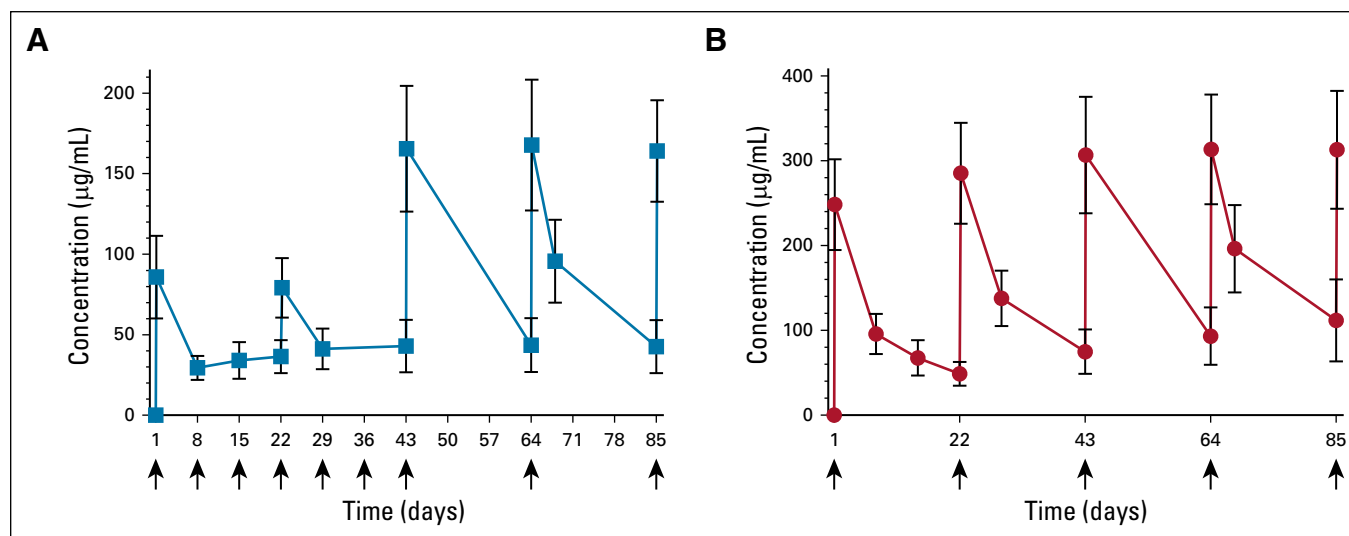 A
Concentration (µg/mL)
200
150
100
50
0
1 8 15 22 29 36 43 50 57 64 71 78 85
Time (days)
B
Concentration (µg/mL)
400
300
200
100
0
1 22 43 64 85
Time (days)